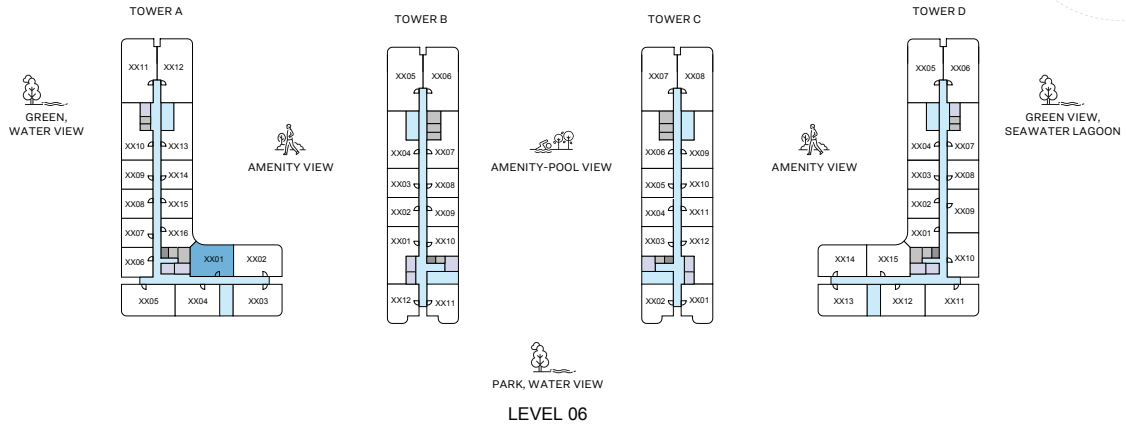 TOWER A
TOWER B
TOWER C
TOWER D
XX11 XX12
XX10 XX13
XX09 XX14
XX08 XX15
XX07 XX16
XX06 XX01 XX02
XX05 XX04 XX03
XX05 XX06
XX04 XX07
XX03 XX08
XX02 XX09
XX01 XX10
XX12 XX11
XX07 XX08
XX06 XX09
XX05 XX10
XX04 XX11
XX03 XX12
XX02 XX01
XX05 XX06
XX04 XX07
XX03
XX02 XX09
XX01
XX14 XX15 XX10
XX13 XX12 XX11
GREEN,
WATER VIEW
AMENITY VIEW
AMENITY-POOL VIEW
AMENITY VIEW
GREEN VIEW,
SEAWATER LAGOON
PARK, WATER VIEW
LEVEL 06